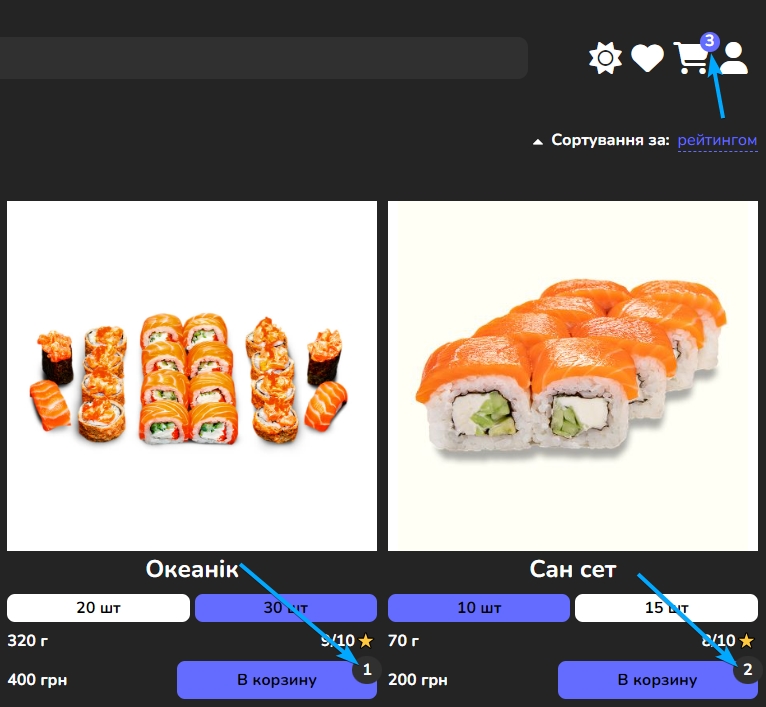 3
Сортування за: рейтингом
Океанік
20 шт 30 шт
320 г 9/10
400 грн В корзину 1
Сан сет
10 шт 15 шт
70 г 8/10
200 грн В корзину 2